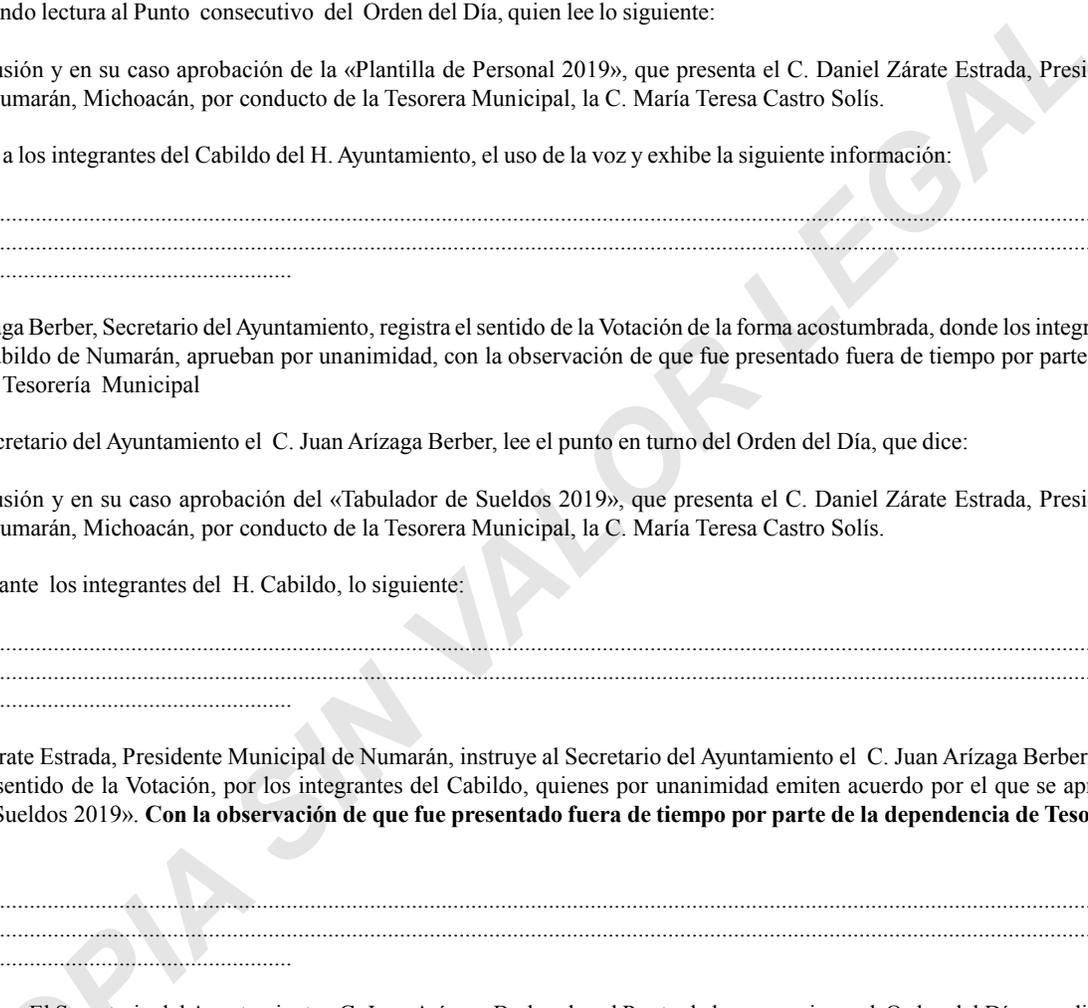 ndo lectura al Punto consecutivo del Orden del Día, quien lee lo siguiente:
usión y en su caso aprobación de la «Plantilla de Personal 2019», que presenta el C. Daniel Zárate Estrada, Presi
umarán, Michoacán, por conducto de la Tesorera Municipal, la C. María Teresa Castro Solís.
a los integrantes del Cabildo del H. Ayuntamiento, el uso de la voz y exhibe la siguiente información:
aga Berber, Secretario del Ayuntamiento, registra el sentido de la Votación de la forma acostumbrada, donde los integr
abildo de Numarán, aprueban por unanimidad, con la observación de que fue presentado fuera de tiempo por parte
Tesorería Municipal
cretario del Ayuntamiento el C. Juan Arízaga Berber, lee el punto en turno del Orden del Día, que dice:
usión y en su caso aprobación del «Tabulador de Sueldos 2019», que presenta el C. Daniel Zárate Estrada, Presi
umarán, Michoacán, por conducto de la Tesorera Municipal, la C. María Teresa Castro Solís.
ante los integrantes del H. Cabildo, lo siguiente:
rate Estrada, Presidente Municipal de Numarán, instruye al Secretario del Ayuntamiento el C. Juan Arízaga Berber
sentido de la Votación, por los integrantes del Cabildo, quienes por unanimidad emiten acuerdo por el que se apr
Sueldos 2019». Con la observación de que fue presentado fuera de tiempo por parte de la dependencia de Teso
OPIA SIN VALOR LEGAL